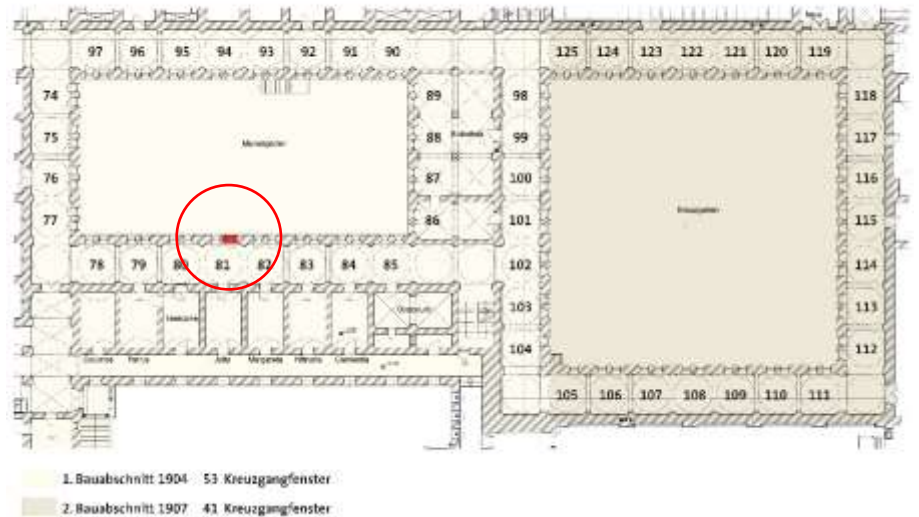 97 96 95 94 93 92 91 90 125 124 123 122 121 120 119
74 89 98 118
75 88 99 117
76 87 100 116
77 86 101 115
Kreuzgarten
78 79 80 81 82 83 84 85 102 114
103 113
104 112
105 106 107 108 109 110 111
1. Bauabschnitt 1904 53 Kreuzgangfenster
2. Bauabschnitt 1907 41 Kreuzgangfenster